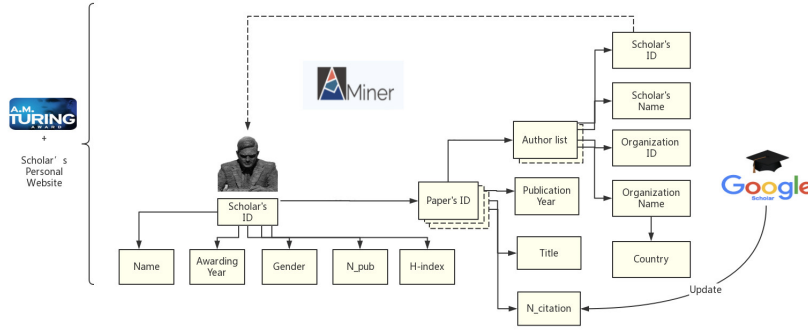 A.M.
TURING
AWARD
+
Scholar's
Personal
Website
AMiner
Scholar's
ID
Name
Awarding
Year
Gender
N_pub
H-index
Paper's ID
Author list
Publication
Year
Title
N_citation
Scholar's
ID
Scholar's
Name
Organization
ID
Organization
Name
Country
Google
Scholar
Update